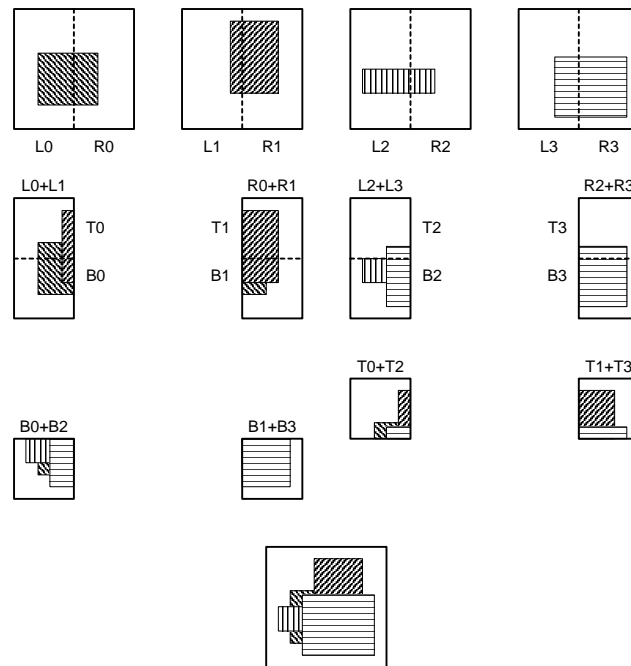 L0 R0 L1 R1 L2 R2 L3 R3
L0+L1 R0+R1 L2+L3 R2+R3
T0 T1 T2 T3
B0 B1 B2 B3
T0+T2 T1+T3
B0+B2 B1+B3